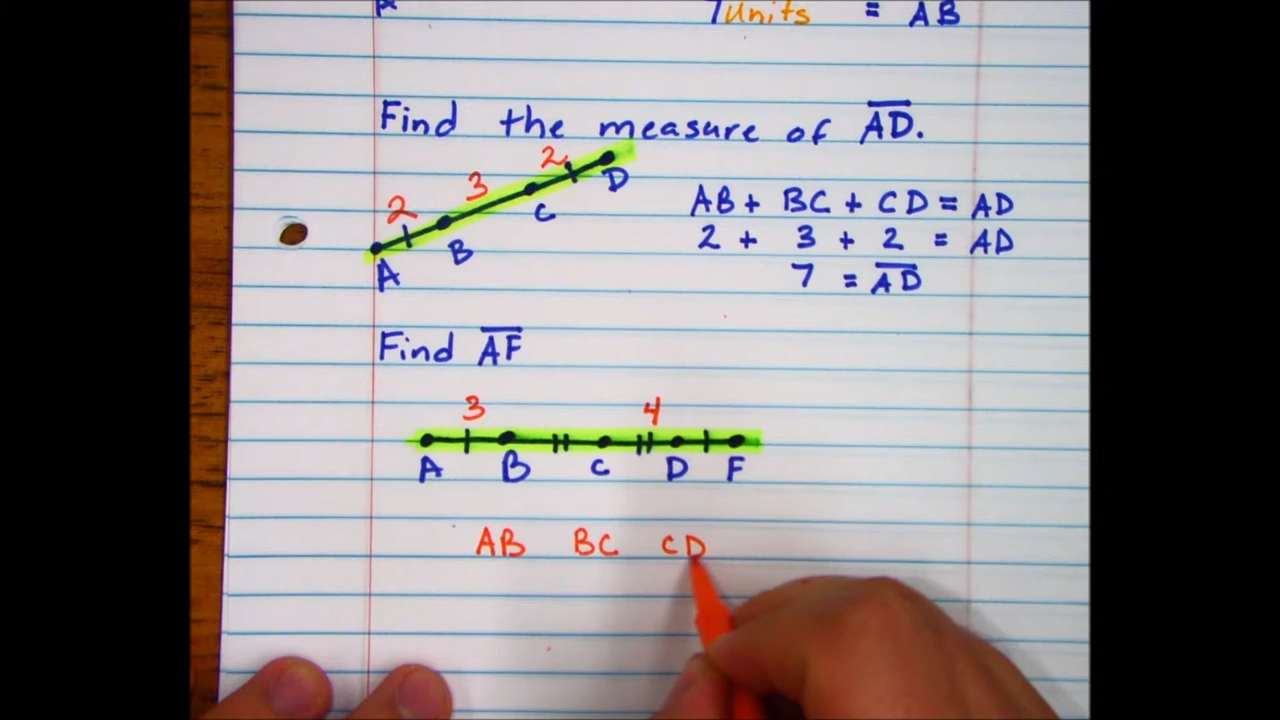 7 Units = AB
Find the measure of AD.
2 3 2
A B C D
AB + BC + CD = AD
2 + 3 + 2 = AD
7 = AD
Find AF
3 4
A B C D F
AB BC CD